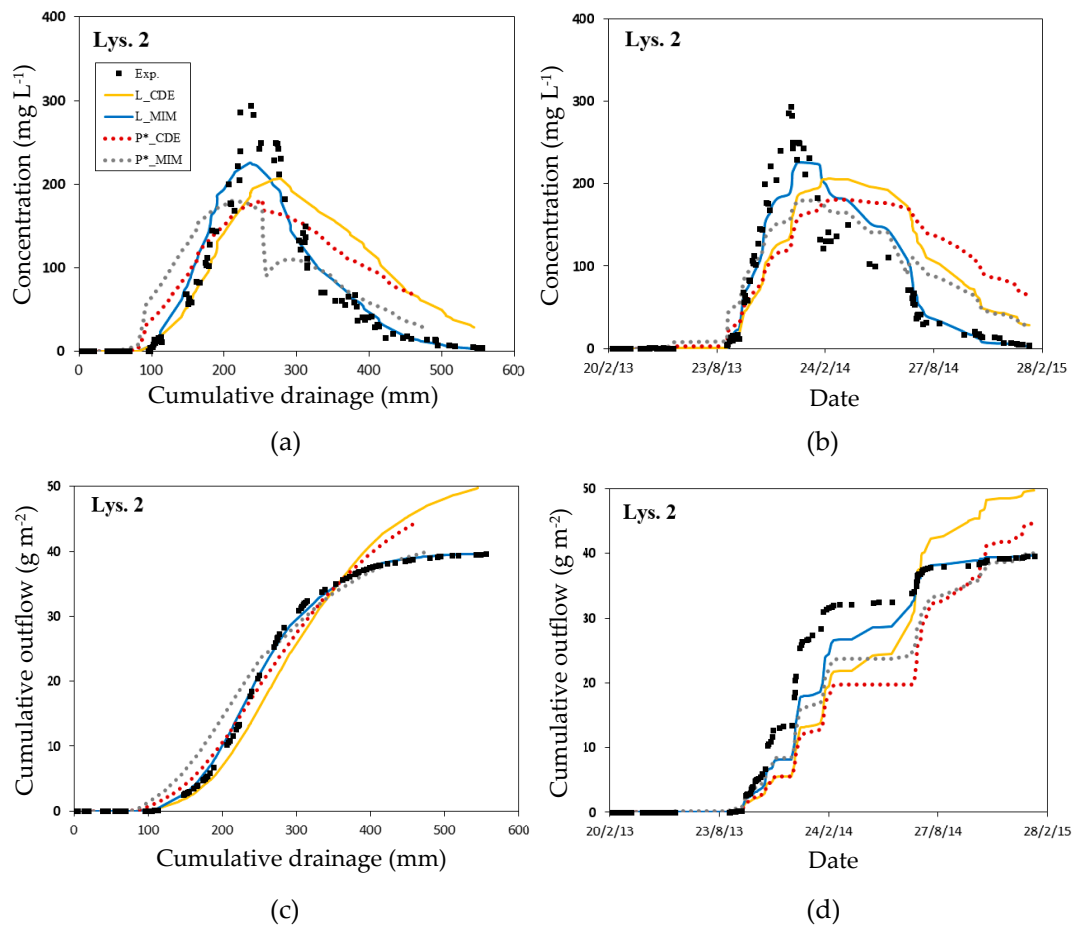 400
300
200
100
0
Concentration (mg L⁻¹)
Lys. 2
Exp.
L_CDE
L_MIM
P*_CDE
P*_MIM
0 100 200 300 400 500 600
Cumulative drainage (mm)
(a)
400
300
200
100
0
Concentration (mg L⁻¹)
Lys. 2
20/2/13 23/8/13 24/2/14 27/8/14 28/2/15
Date
(b)
50
40
30
20
10
0
Cumulative outflow (g m⁻²)
Lys. 2
0 100 200 300 400 500 600
Cumulative drainage (mm)
(c)
50
40
30
20
10
0
Cumulative outflow (g m⁻²)
Lys. 2
20/2/13 23/8/13 24/2/14 27/8/14 28/2/15
Date
(d)